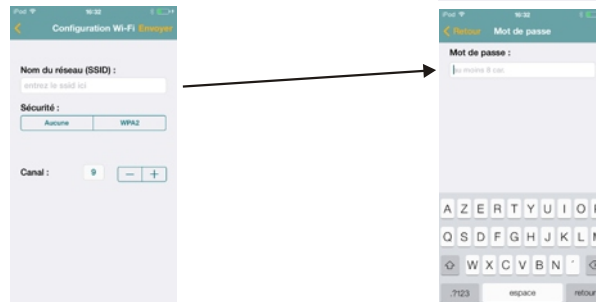 iPod 16:32
Configuration Wi-Fi Envoyer
Nom du réseau (SSID) :
entrez le ssid ici
Sécurité :
Aucune WPA2
Canal : 9 - +
iPod 16:32
Retour Mot de passe
Mot de passe :
au moins 8 car.
A Z E R T Y U I O
Q S D F G H J K L M
W X C V B N ´
.?123 espace retour